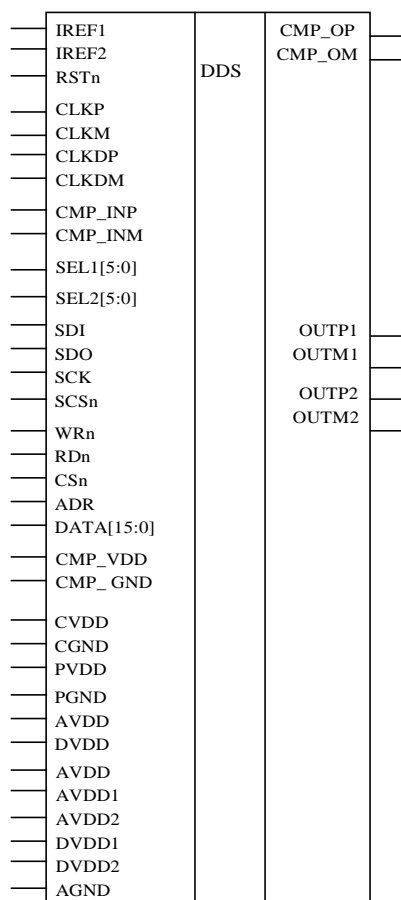 IREF1
IREF2
RSTn
CLKP
CLKM
CLKDP
CLKDM
CMP_INP
CMP_INM
SEL1[5:0]
SEL2[5:0]
SDI
SDO
SCK
SCSn
WRn
RDn
CSn
ADR
DATA[15:0]
CMP_VDD
CMP_ GND
CVDD
CGND
PVDD
PGND
AVDD
DVDD
AVDD
AVDD1
AVDD2
DVDD1
DVDD2
AGND
DDS
CMP_OP
CMP_OM
OUTP1
OUTM1
OUTP2
OUTM2